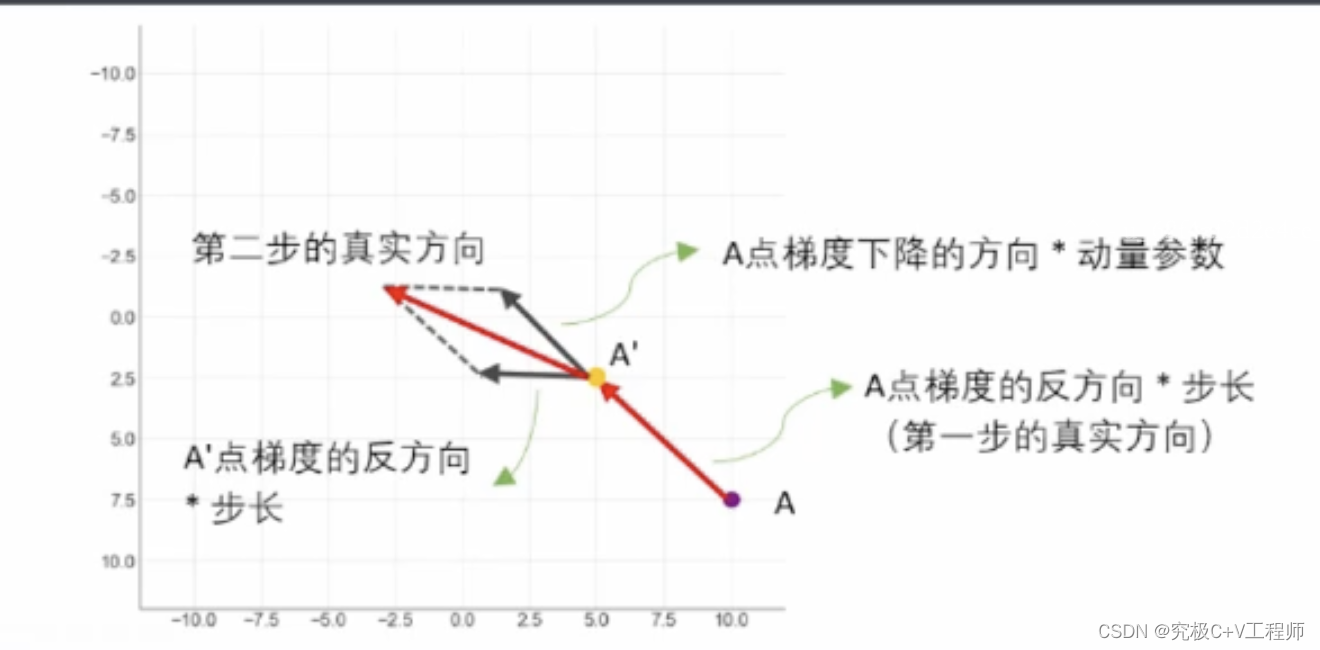 -10.0
-7.5
-5.0
-2.5
0.0
2.5
5.0
7.5
10.0
第二步的真实方向
A点梯度下降的方向 * 动量参数
A'
A点梯度的反方向 * 步长
（第一步的真实方向）
A'点梯度的反方向
* 步长
A
-10.0 -7.5 -5.0 -2.5 0.0 2.5 5.0 7.5 10.0
CSDN @究极C+V工程师